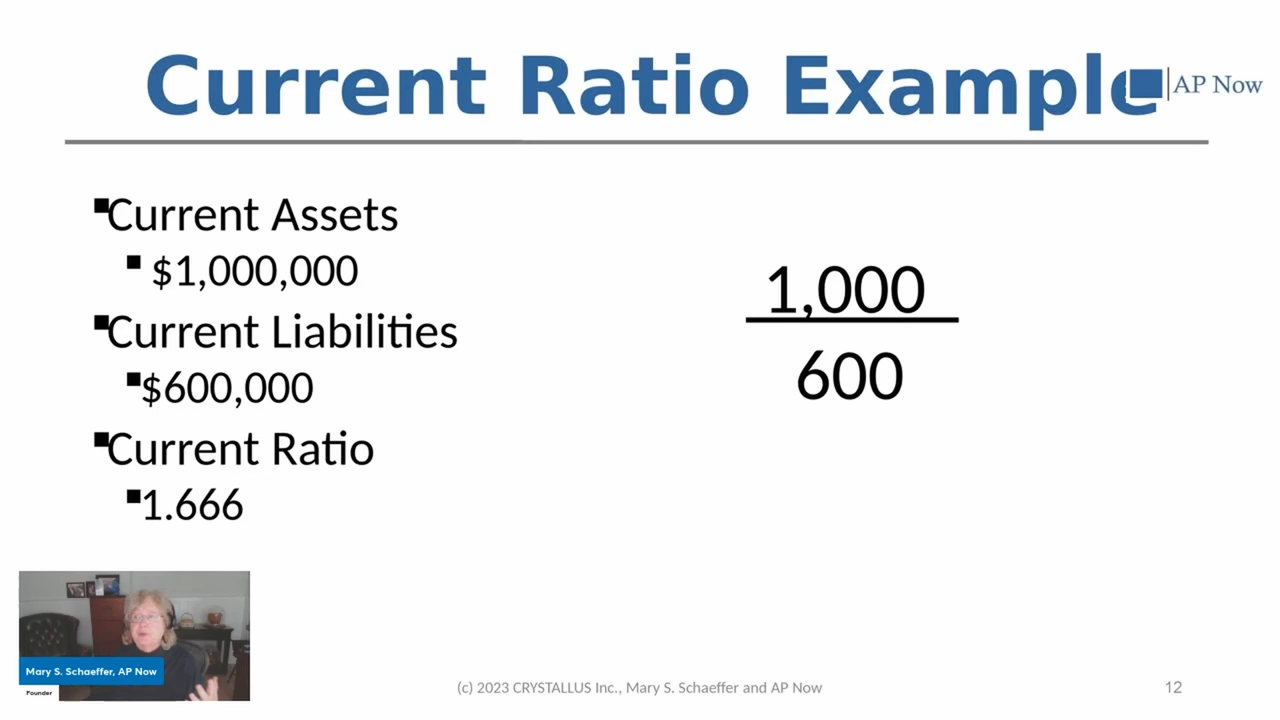 Current Ratio Example
AP Now
Current Assets
$1,000,000
Current Liabilities
$600,000
Current Ratio
1.666
1,000
600
Mary S. Schaeffer, AP Now
Founder
(c) 2023 CRYSTALLUS Inc., Mary S. Schaeffer and AP Now
12